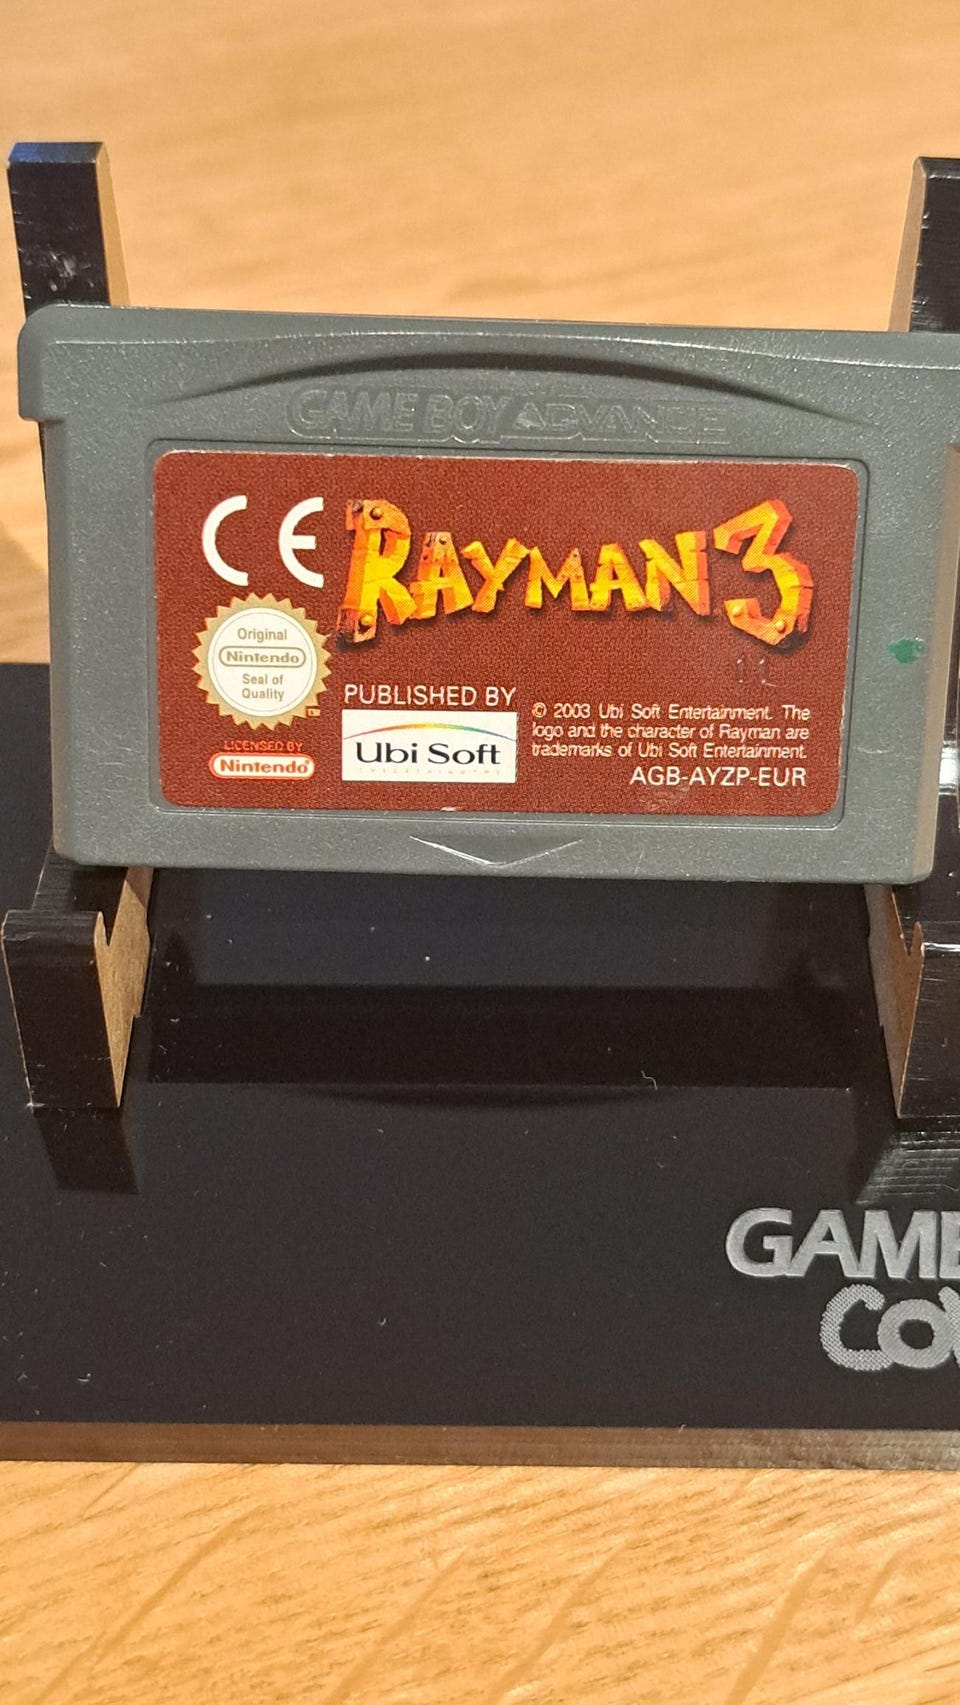 GAME BOY ADVANCE
CE
RAYMAN 3
Original
Nintendo
Seal of
Quality
PUBLISHED BY
Ubi Soft
© 2003 Ubi Soft Entertainment. The
logo and the character of Rayman are
trademarks of Ubi Soft Entertainment.
AGB-AYZP-EUR
LICENSED BY
Nintendo
GAME
CO